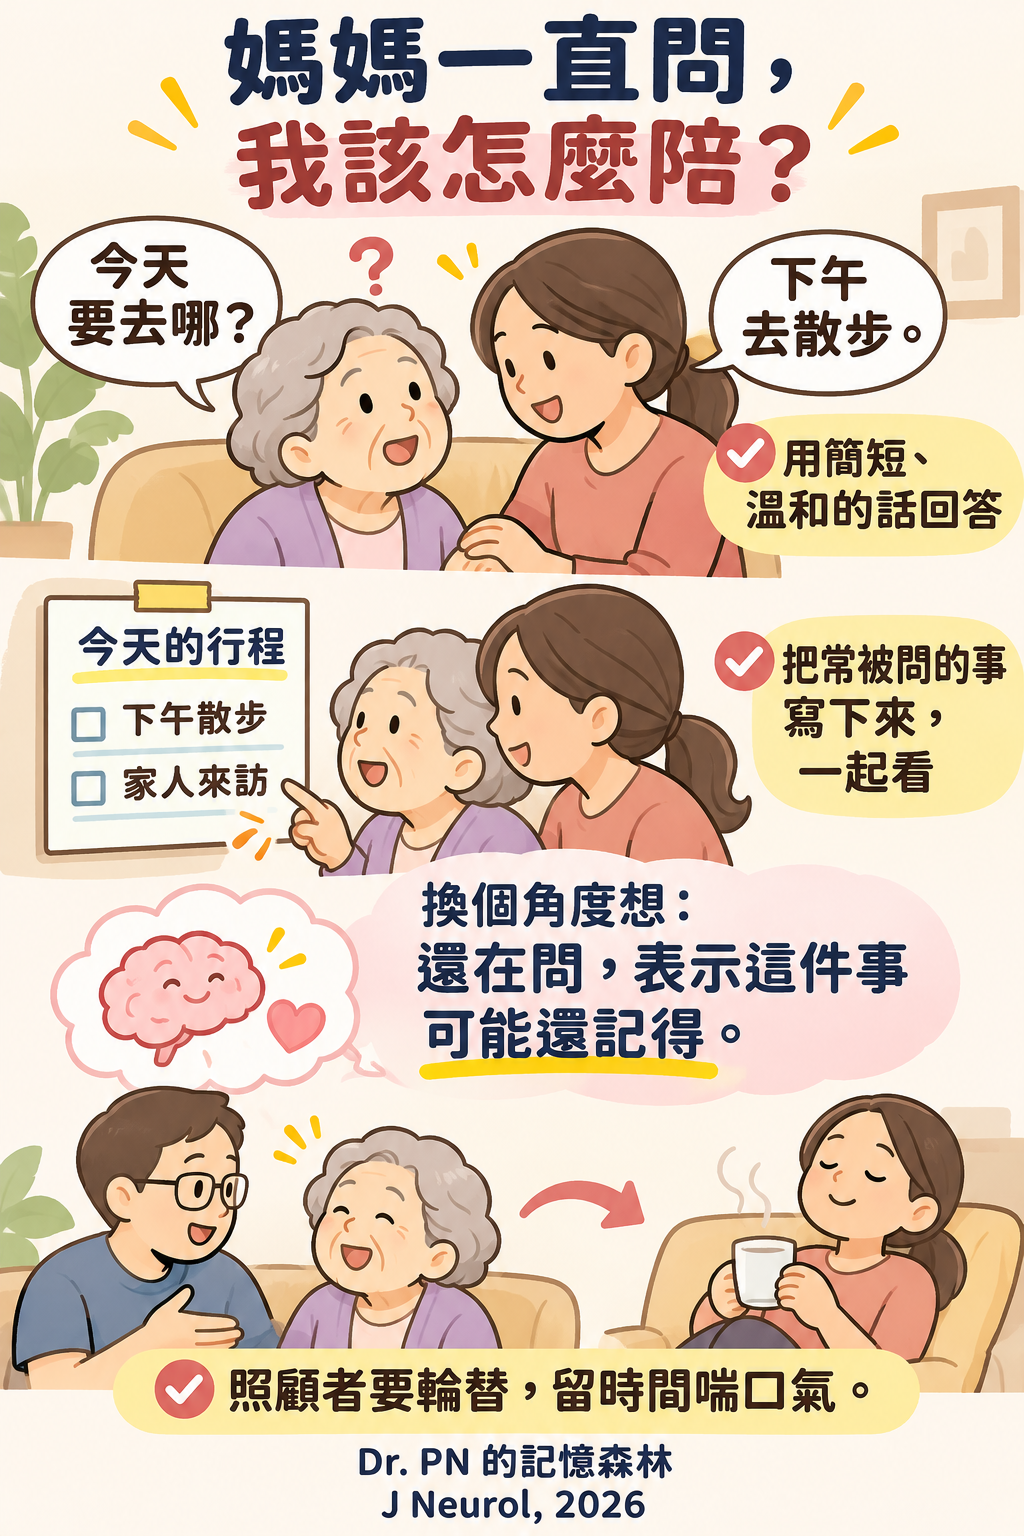 媽媽一直問，
我該怎麼陪？
今天
要去哪？
下午
去散步。
用簡短、
溫和的話回答
今天的行程
下午散步
家人來訪
把常被問的事
寫下來，
一起看
換個角度想：
還在問，表示這件事
可能還記得。
照顧者要輪替，留時間喘口氣。
Dr. PN 的記憶森林
J Neurol, 2026